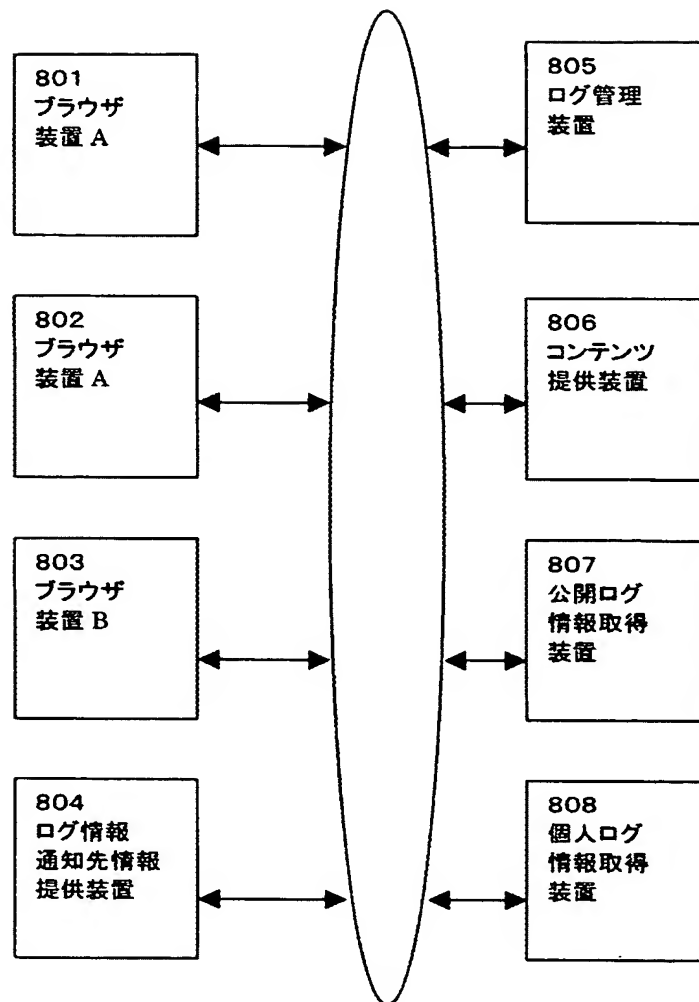 801
ブラウザ
装置 A
802
ブラウザ
装置 A
803
ブラウザ
装置 B
804
ログ情報
通知先情報
提供装置
805
ログ管理
装置
806
コンテンツ
提供装置
807
公開ログ
情報取得
装置
808
個人ログ
情報取得
装置